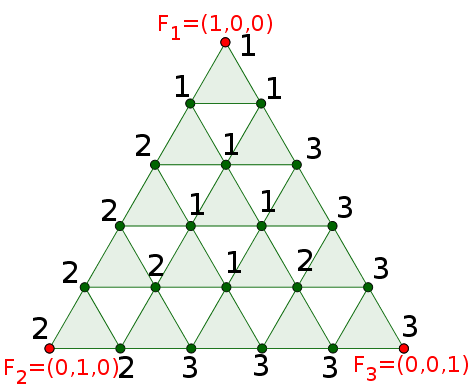 F1=(1,0,0)
1
1 1
2 1 3
2 1 1 3
2 2 1 2 3
2 3
F2=(0,1,0) 2 3 3 3 F3=(0,0,1)